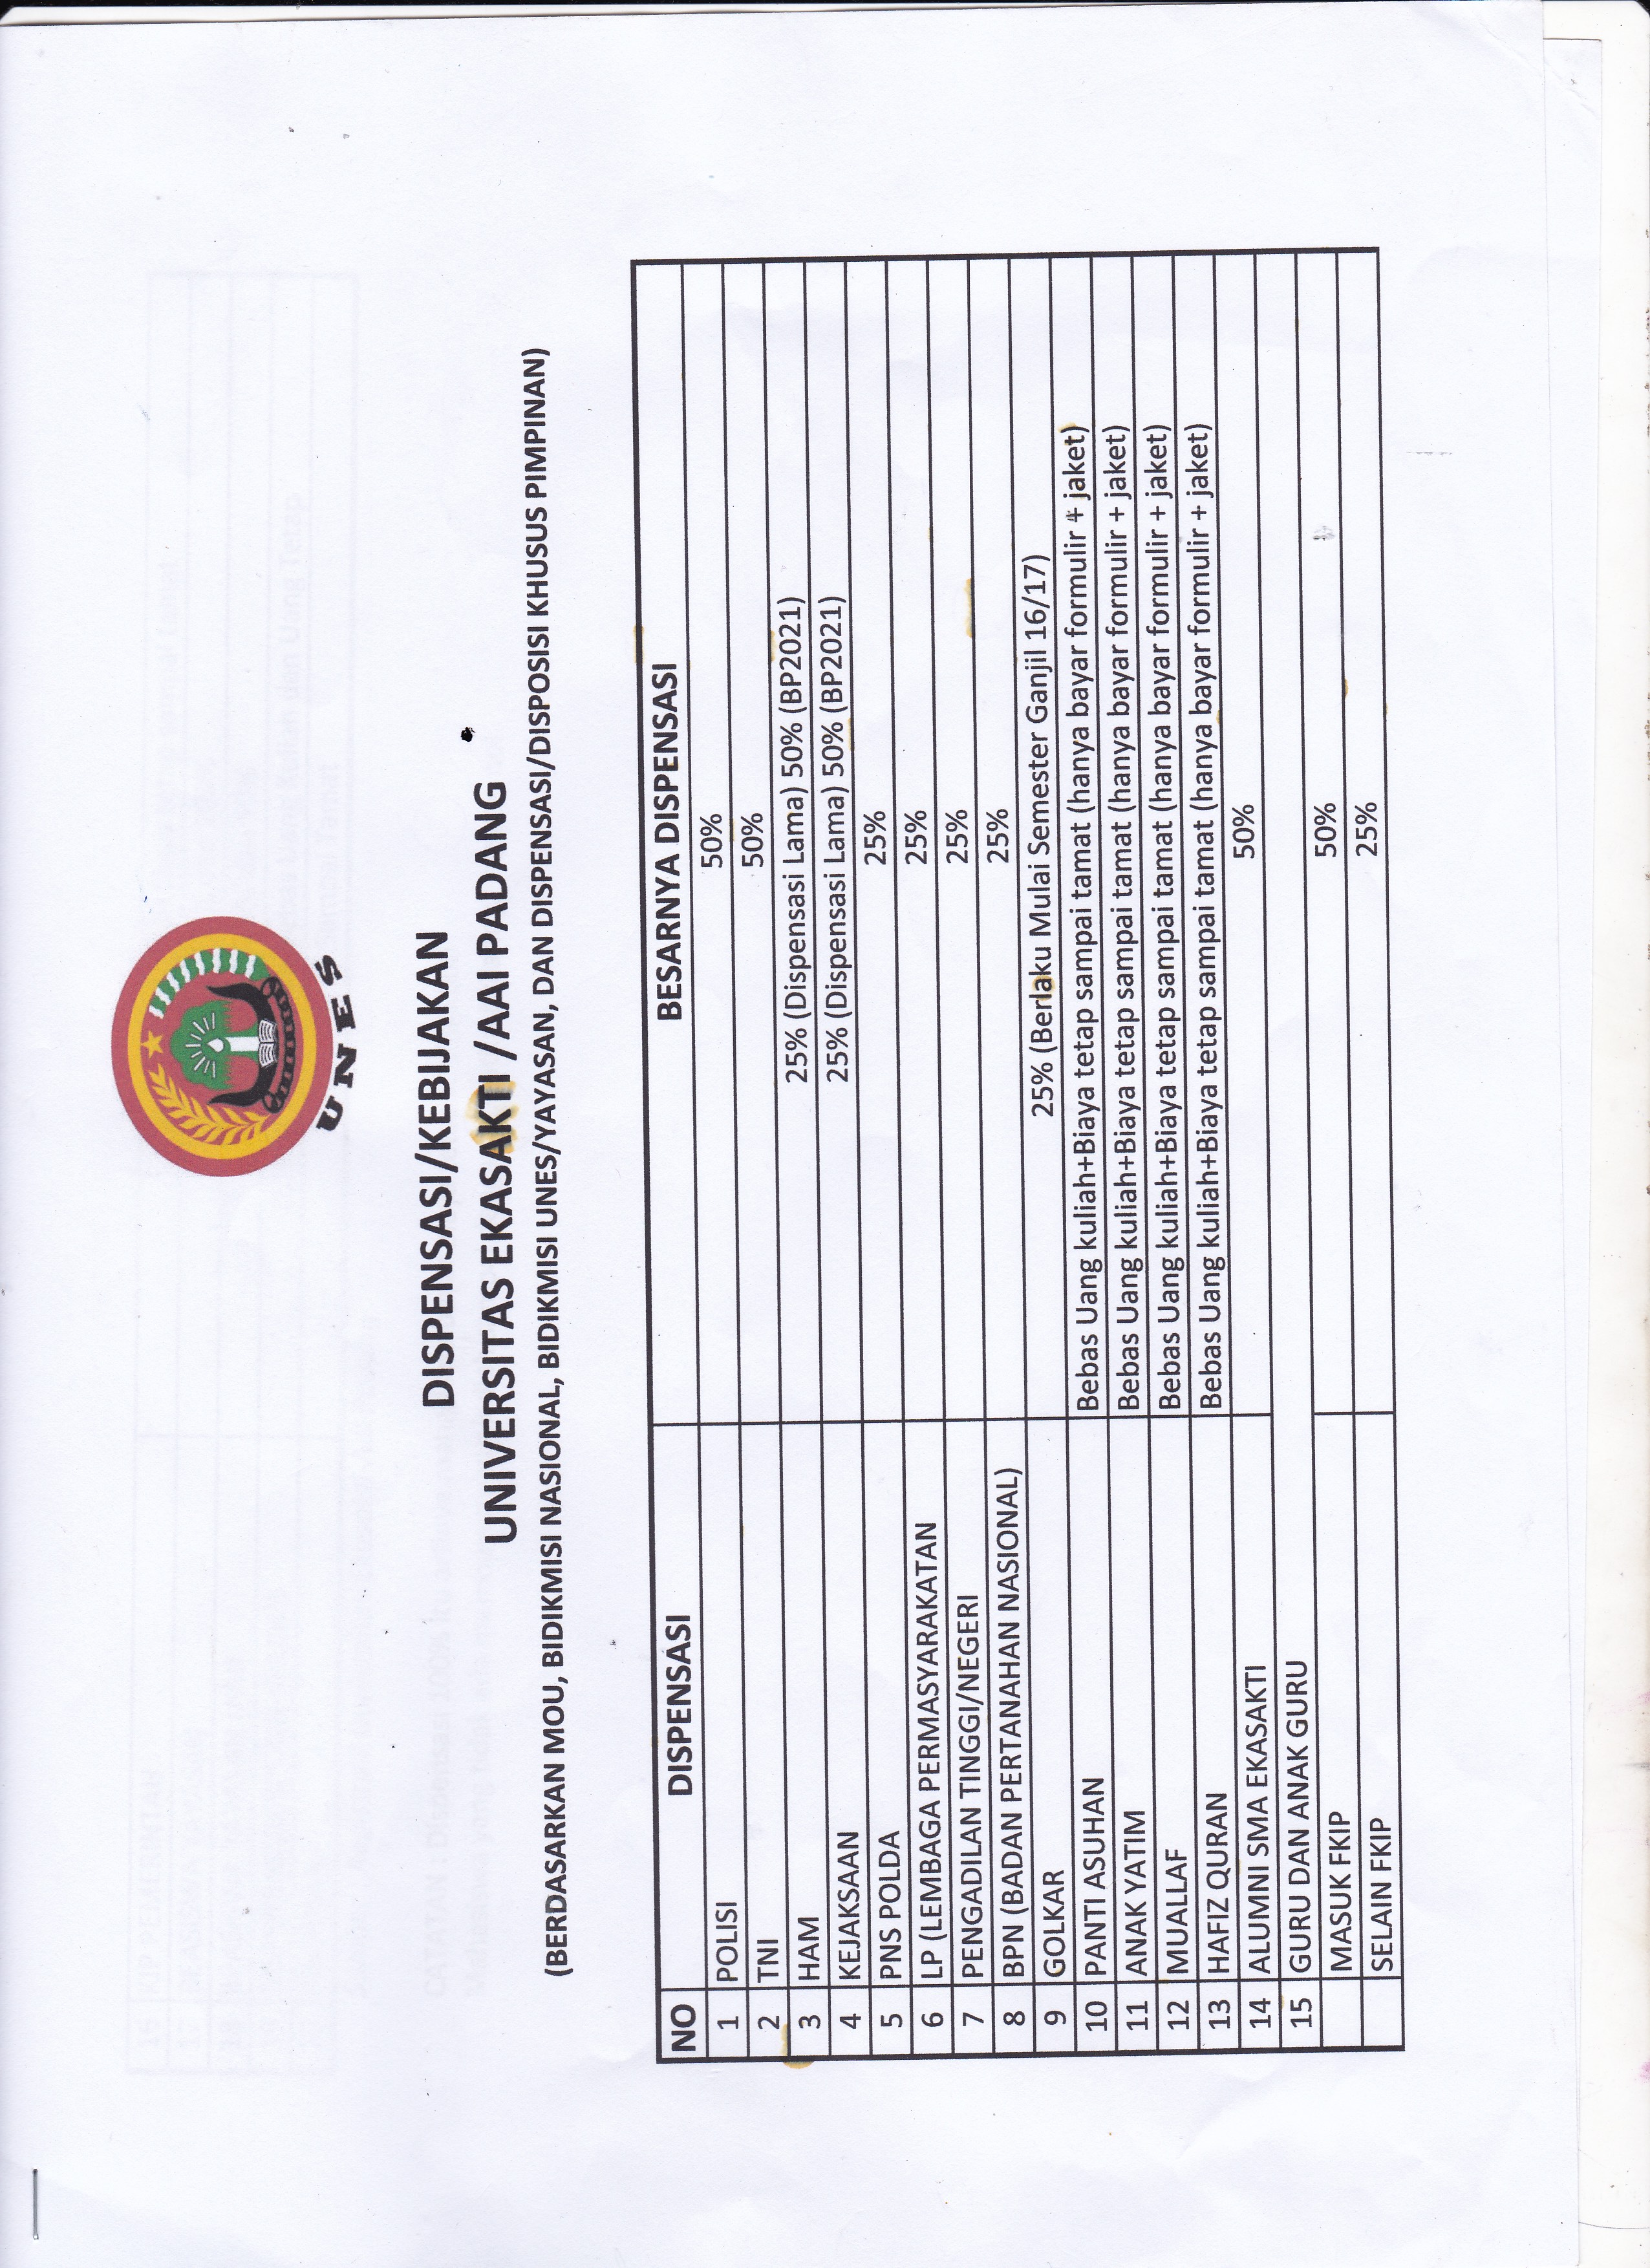 UNES
DISPENSASI/KEBIJAKAN
UNIVERSITAS EKASAKTI /AAI PADANG
(BERDASARKAN MOU, BIDIKMISI NASIONAL, BIDIKMISI UNES/YAYASAN, DAN DISPENSASI/DISPOSISI KHUSUS PIMPINAN)
NO DISPENSASI BESARNYA DISPENSASI
1 POLISI 50%
2 TNI 50%
3 HAM 25% (Dispensasi Lama) 50% (BP2021)
4 KEJAKSAAN 25% (Dispensasi Lama) 50% (BP2021)
5 PNS POLDA 25%
6 LP (LEMBAGA PERMASYARAKATAN 25%
7 PENGADILAN TINGGI/NEGERI 25%
8 BPN (BADAN PERTANAHAN NASIONAL) 25%
9 GOLKAR 25% (Berlaku Mulai Semester Ganjil 16/17)
10 PANTI ASUHAN Bebas Uang kuliah+Biaya tetap sampai tamat (hanya bayar formulir + jaket)
11 ANAK YATIM Bebas Uang kuliah+Biaya tetap sampai tamat (hanya bayar formulir + jaket)
12 MUALLAF Bebas Uang kuliah+Biaya tetap sampai tamat (hanya bayar formulir + jaket)
13 HAFIZ QURAN Bebas Uang kuliah+Biaya tetap sampai tamat (hanya bayar formulir + jaket)
14 ALUMNI SMA EKASAKTI 50%
15 GURU DAN ANAK GURU
MASUK FKIP 50%
SELAIN FKIP 25%